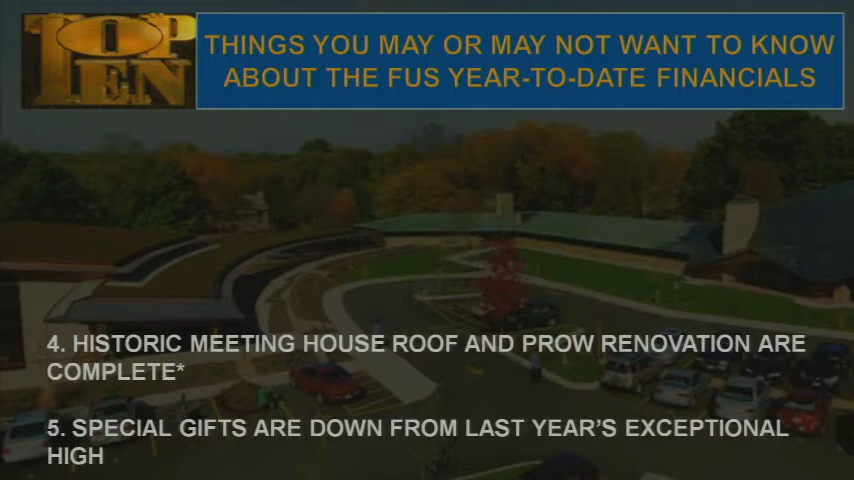 TOP
TEN
THINGS YOU MAY OR MAY NOT WANT TO KNOW
ABOUT THE FUS YEAR-TO-DATE FINANCIALS
4. HISTORIC MEETING HOUSE ROOF AND PROW RENOVATION ARE
COMPLETE*
5. SPECIAL GIFTS ARE DOWN FROM LAST YEAR’S EXCEPTIONAL
HIGH